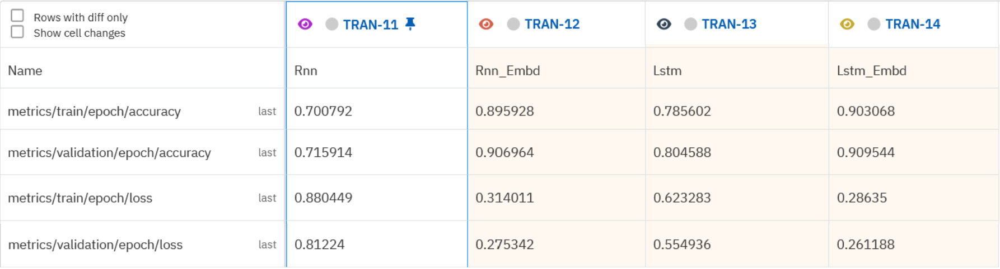 Rows with diff only
Show cell changes
TRAN-11 TRAN-12 TRAN-13 TRAN-14
Name Rnn Rnn_Embd Lstm Lstm_Embd
metrics/train/epoch/accuracy last 0.700792 0.895928 0.785602 0.903068
metrics/validation/epoch/accuracy last 0.715914 0.906964 0.804588 0.909544
metrics/train/epoch/loss last 0.880449 0.314011 0.623283 0.28635
metrics/validation/epoch/loss last 0.81224 0.275342 0.554936 0.261188